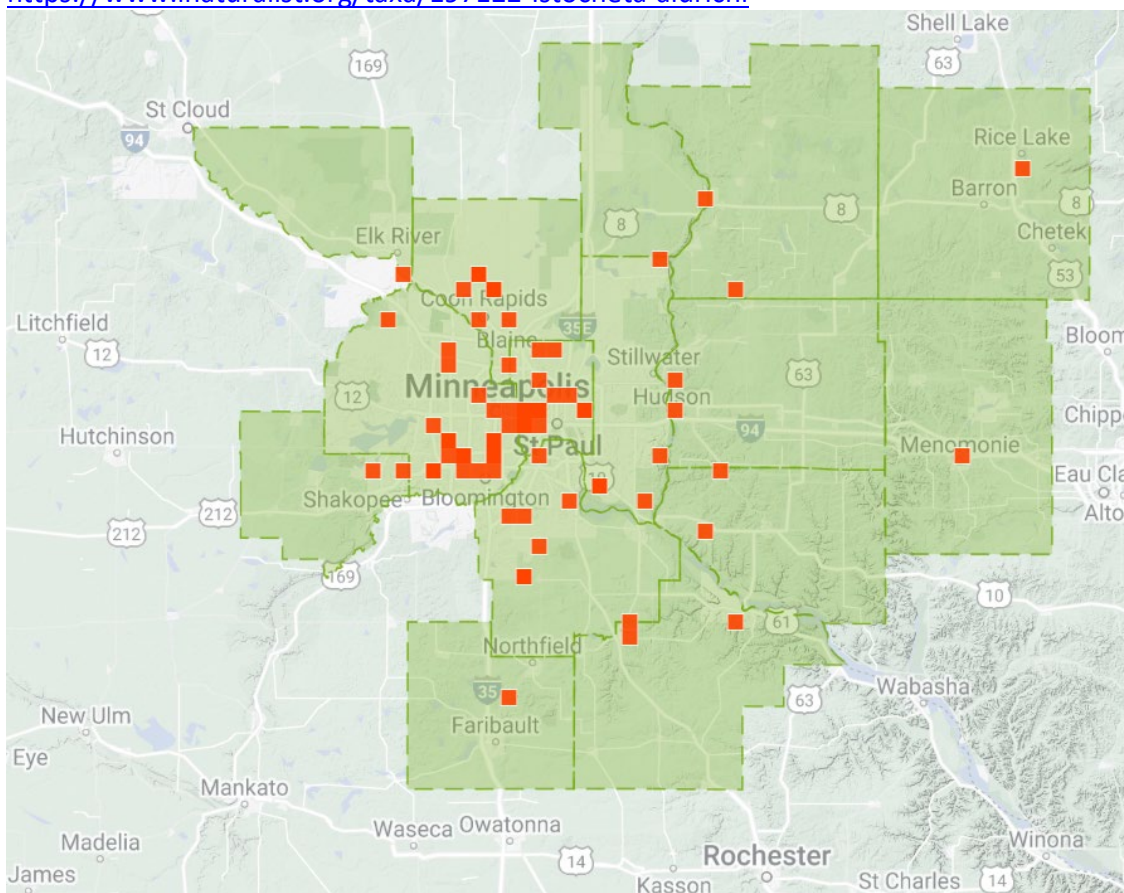 Shell Lake
169
63
St Cloud
94
Rice Lake
Barron
8
8
8
Elk River
Chetek
53
Coon Rapids
Litchfield
35E
12
Blaine
Stillwater
Minneapolis
63
12
Hudson
94
Hutchinson
St Paul
Menomonie
Eau Cla
10
Shakopee
Bloomington
212
Alto
212
169
10
61
Northfield
63
Wabasha
35
New Ulm
Faribault
Eye
Mankato
Waseca
Owatonna
Madelia
Winona
14
Rochester
James
Kasson
St Charles
14